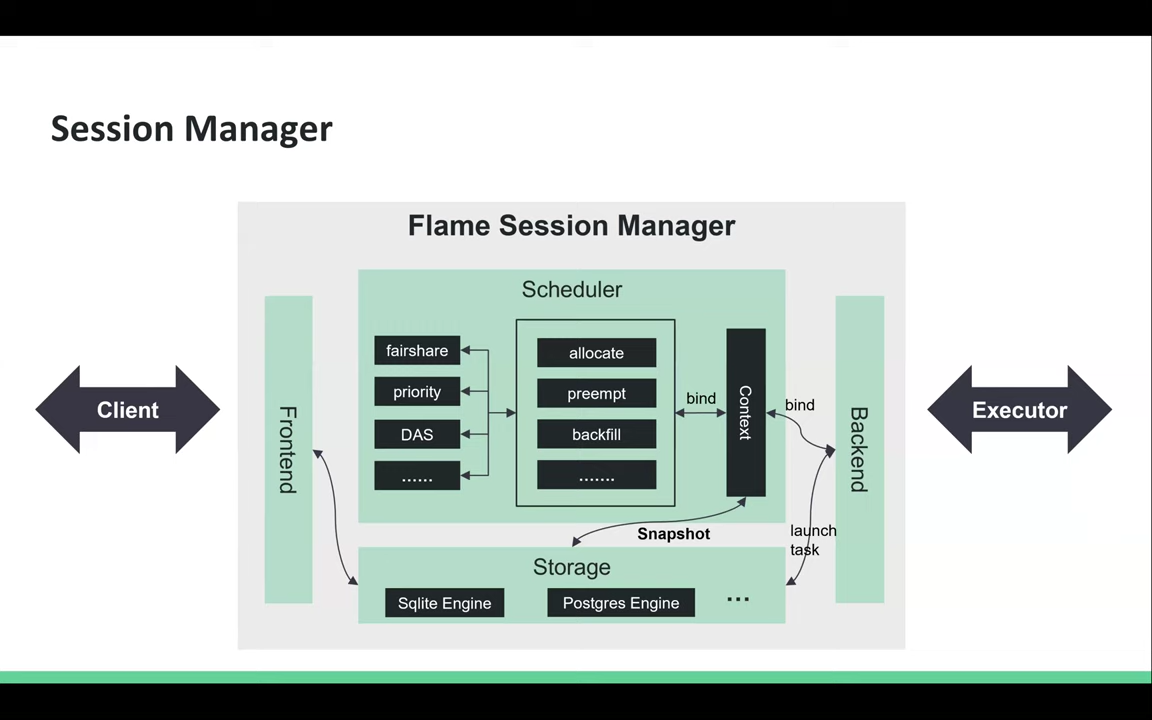 Session Manager
Flame Session Manager
Scheduler
fairshare
priority
DAS
......
allocate
preempt
backfill
.......
bind
Context
bind
Client
Frontend
Backend
Executor
Snapshot
launch
task
Storage
Sqlite Engine
Postgres Engine
...